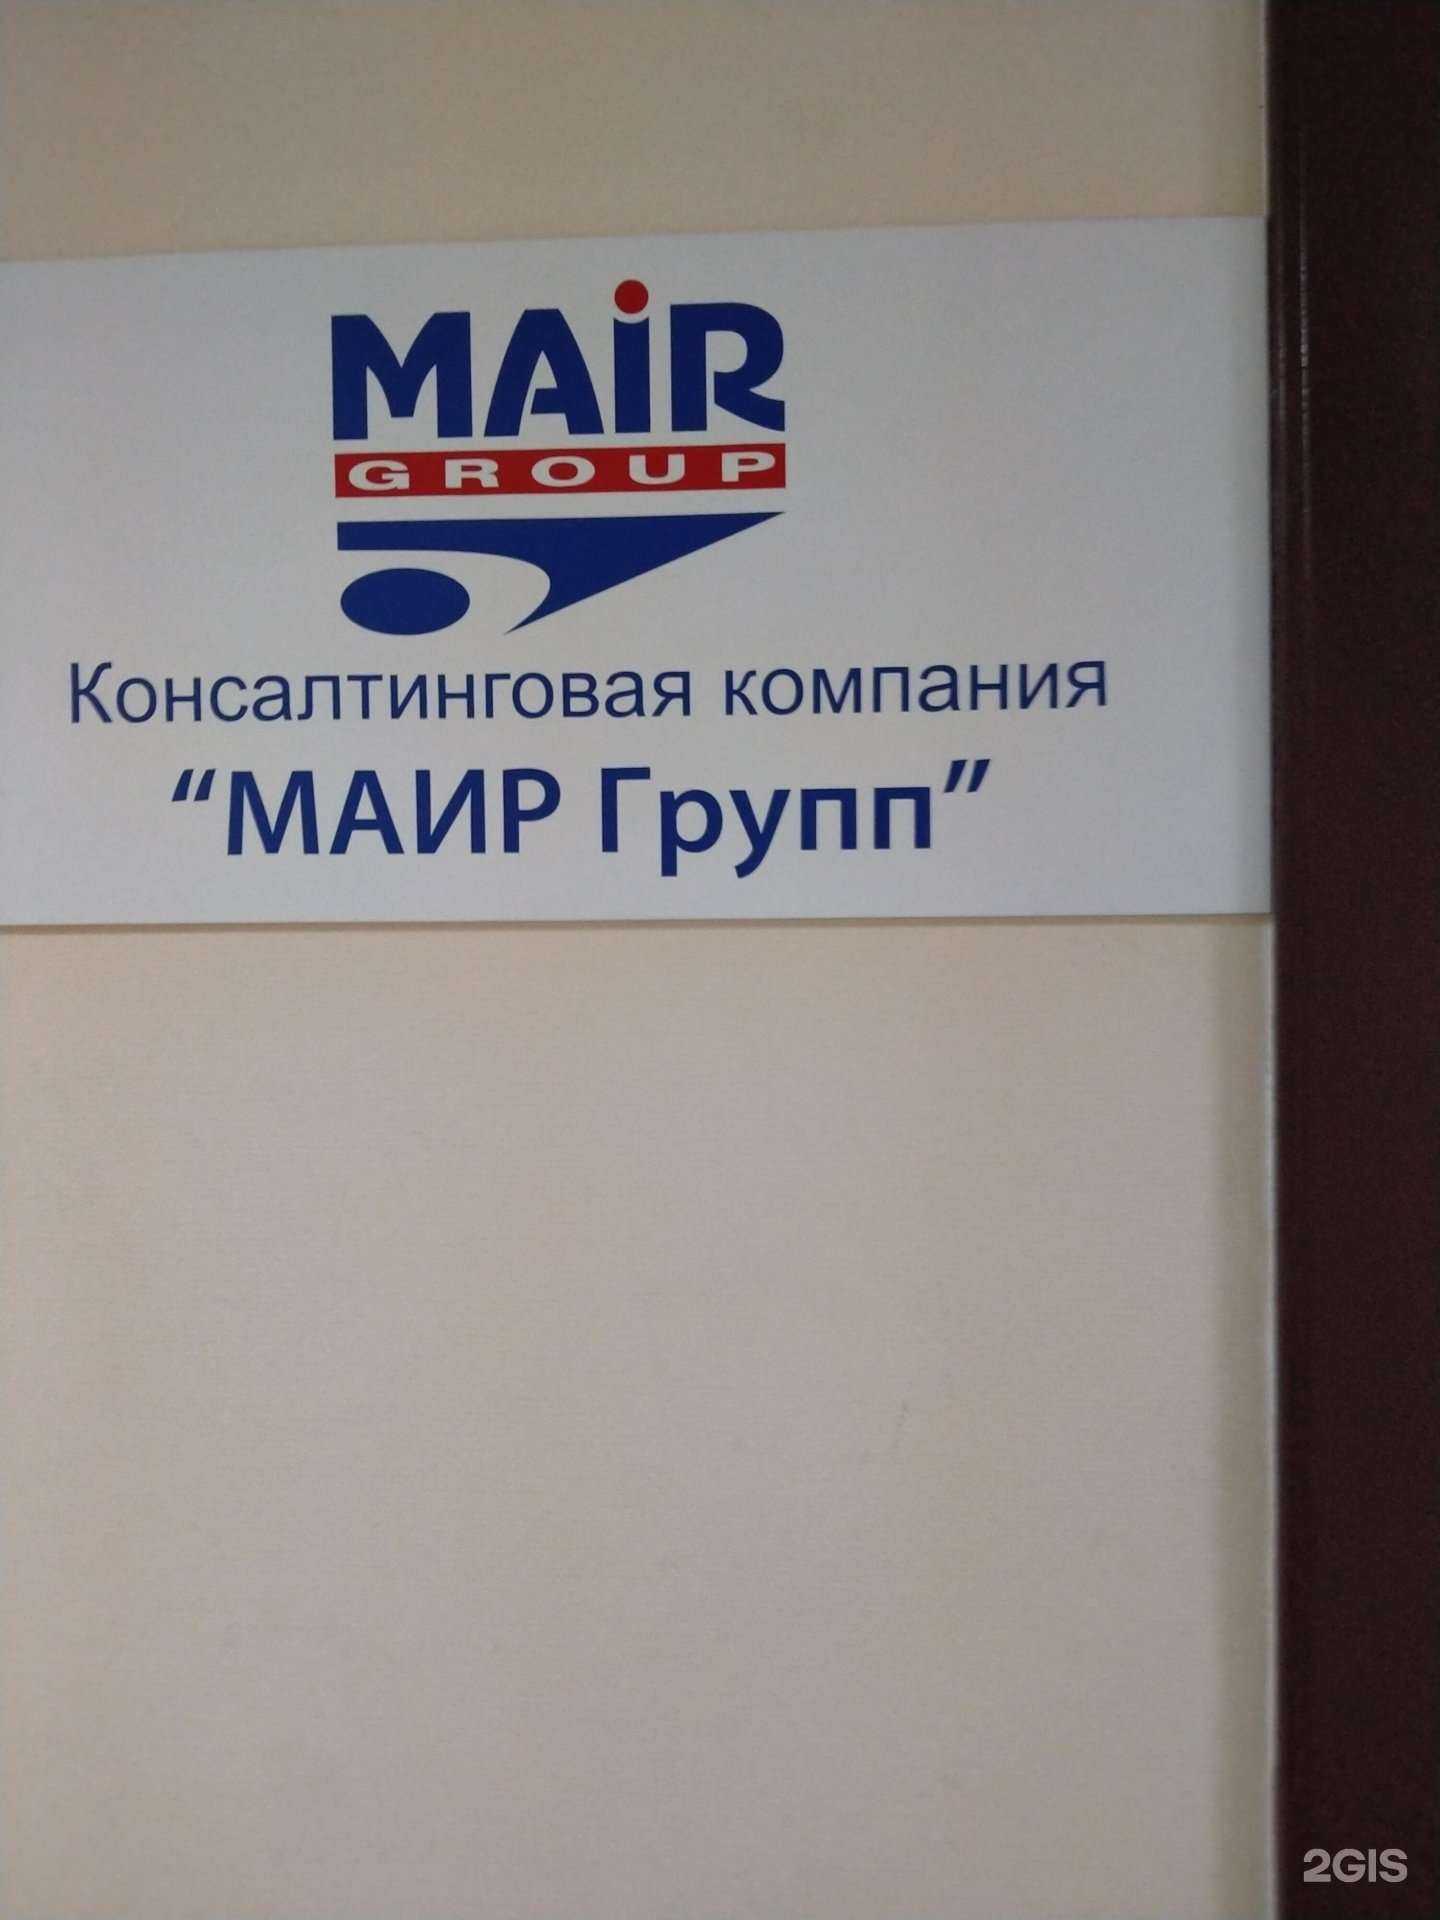 MAiR
GROUP
Консалтинговая компания
“МАИР Групп”
2GIS